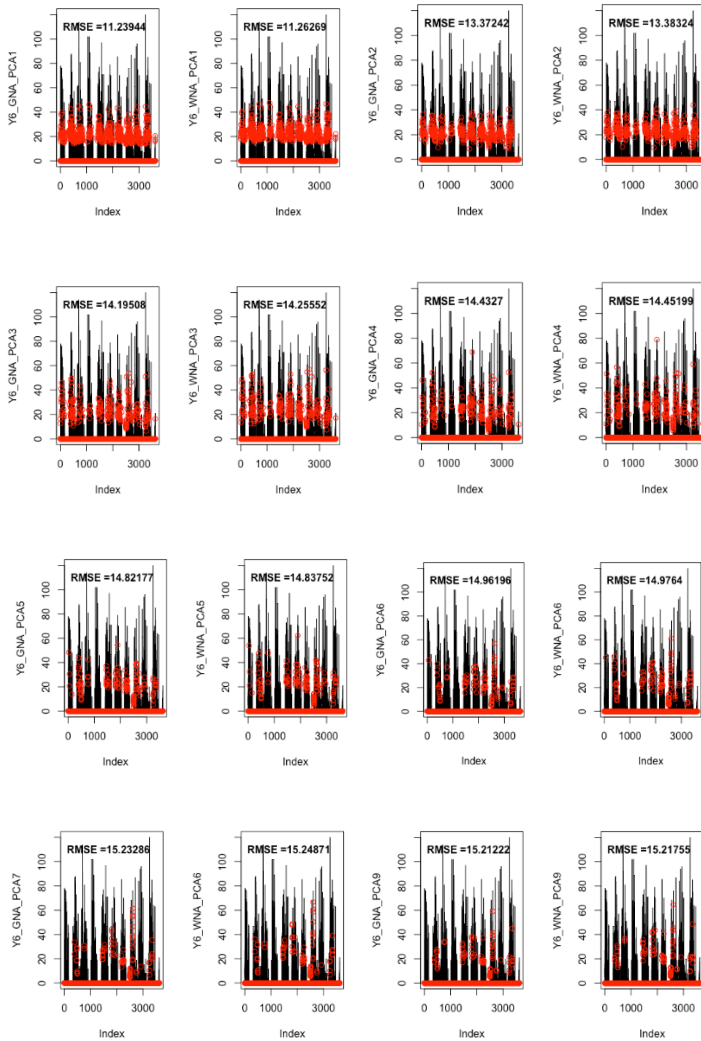 RMSE =11.23944
Y6_GNA_PCA1
0 20 40 60 80 100
0 1000 3000
Index
RMSE =11.26269
Y6_WNA_PCA1
0 20 40 60 80 100
0 1000 3000
Index
RMSE =13.37242
Y6_GNA_PCA2
0 20 40 60 80 100
0 1000 3000
Index
RMSE =13.38324
Y6_WNA_PCA2
0 20 40 60 80 100
0 1000 3000
Index
RMSE =14.19508
Y6_GNA_PCA3
0 20 40 60 80 100
0 1000 3000
Index
RMSE =14.25552
Y6_WNA_PCA3
0 20 40 60 80 100
0 1000 3000
Index
RMSE =14.4327
Y6_GNA_PCA4
0 20 40 60 80 100
0 1000 3000
Index
RMSE =14.45199
Y6_WNA_PCA4
0 20 40 60 80 100
0 1000 3000
Index
RMSE =14.82177
Y6_GNA_PCA5
0 20 40 60 80 100
0 1000 3000
Index
RMSE =14.83752
Y6_WNA_PCA5
0 20 40 60 80 100
0 1000 3000
Index
RMSE =14.96196
Y6_GNA_PCA6
0 20 40 60 80 100
0 1000 3000
Index
RMSE =14.9764
Y6_WNA_PCA6
0 20 40 60 80 100
0 1000 3000
Index
RMSE =15.23286
Y6_GNA_PCA7
0 20 40 60 80 100
0 1000 3000
Index
RMSE =15.24871
Y6_WNA_PCA6
0 20 40 60 80 100
0 1000 3000
Index
RMSE =15.21222
Y6_GNA_PCA9
0 20 40 60 80 100
0 1000 3000
Index
RMSE =15.21755
Y6_WNA_PCA9
0 20 40 60 80 100
0 1000 3000
Index